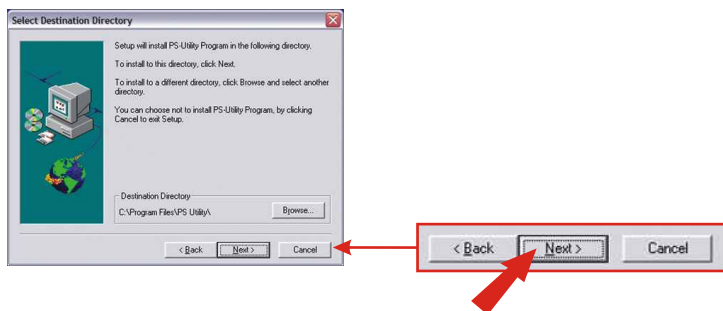 Select Destination Directory
Setup will install PS-Utility Program in the following directory.
To install to this directory, click Next.
To install to a different directory, click Browse and select another
directory.
You can choose not to install PS-Utility Program, by clicking
Cancel to exit Setup.
Destination Directory
C:\Program Files\PS Utility\
Browse...
< Back
Next >
Cancel
< Back
Next >
Cancel